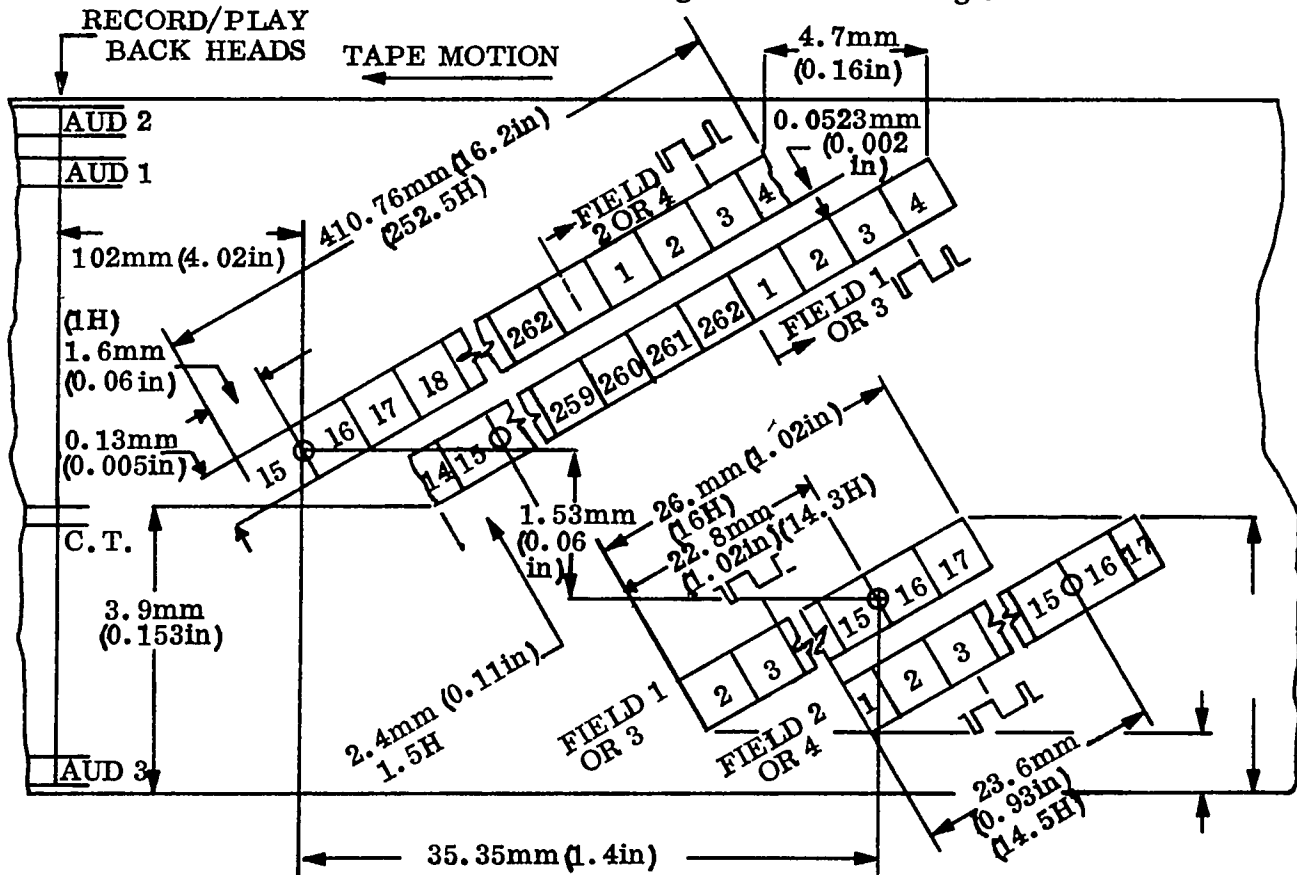 RECORD/PLAY
BACK HEADS
TAPE MOTION
4.7mm
(0.16in)
AUD 2
AUD 1
410.76mm(16.2in)
(252.5H)
FIELD
2 OR 4
0.0523mm
(0.002
in)
102mm(4.02in)
(1H)
1.6mm
(0.06in)
0.13mm
(0.005in)
15 16 17 18 262 1 2 3 4
14 15 259 260 261 262 1 2 3 4
FIELD 1
OR 3
C.T.
3.9mm
(0.153in)
1.53mm
(0.06
in)
26.mm(1.02in)
(16H)
22.8mm
(1.02in)(14.3H)
2.4mm(0.11in)
1.5H
2 3 15 16 17
1 2 3 15 16 17
FIELD 1
OR 3
FIELD 2
OR 4
23.6mm
(0.93in)
(14.5H)
AUD 3
35.35mm(1.4in)